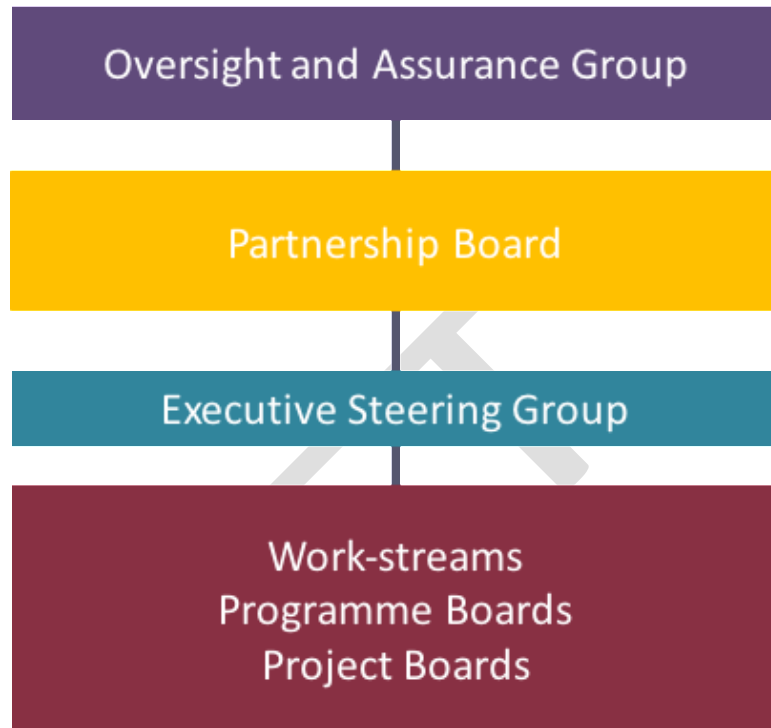 Oversight and Assurance Group
Partnership Board
Executive Steering Group
Work-streams
Programme Boards
Project Boards